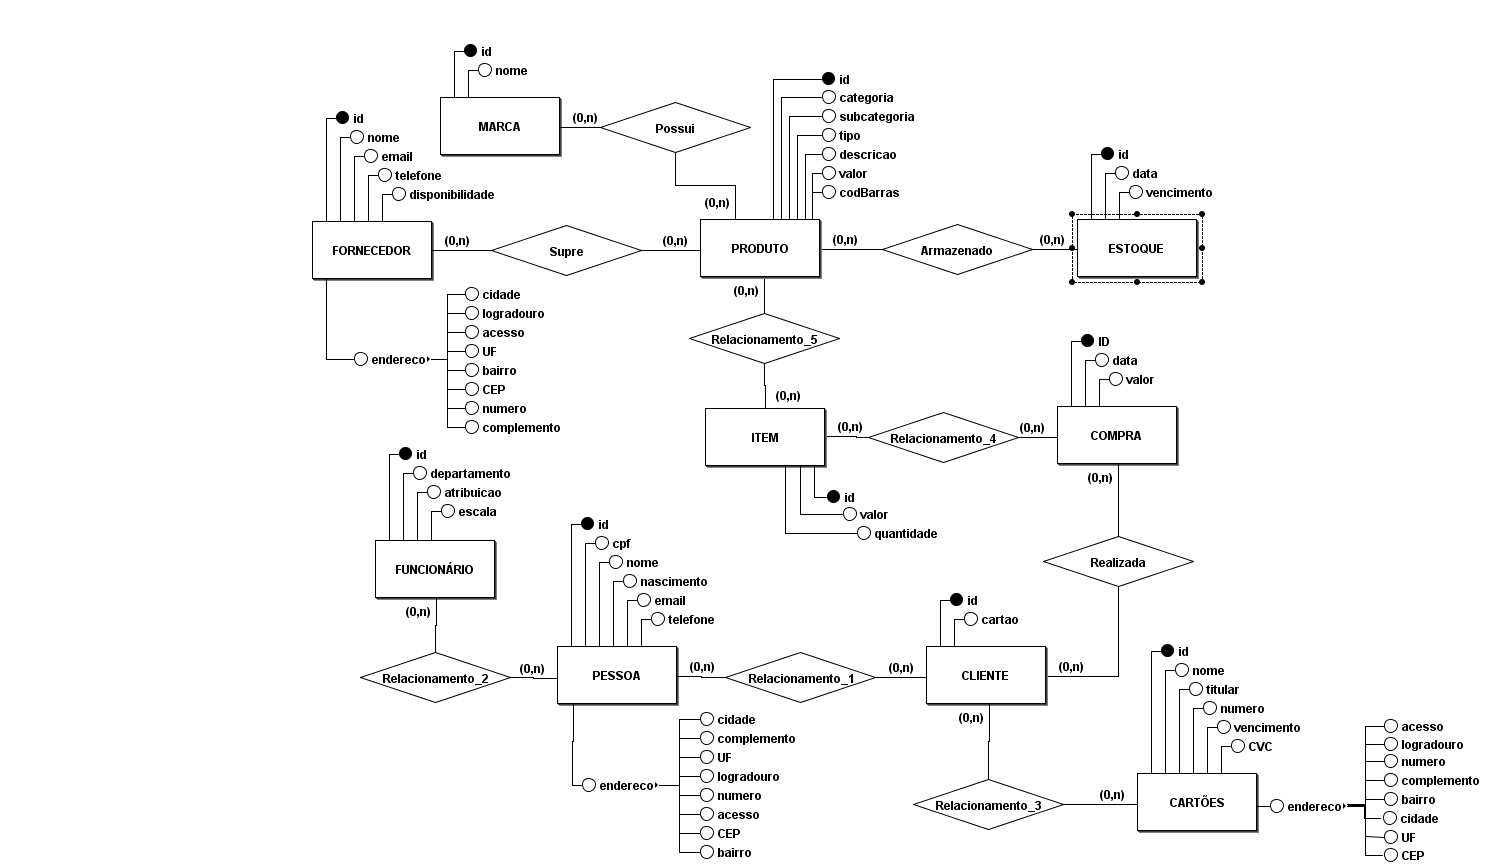 id
nome
MARCA
(0,n)
Possui
(0,n)
id
nome
email
telefone
disponibilidade
FORNECEDOR
(0,n)
Supre
(0,n)
endereco
cidade
logradouro
acesso
UF
bairro
CEP
numero
complemento
id
categoria
subcategoria
tipo
descricao
valor
codBarras
PRODUTO
(0,n)
Armazenado
(0,n)
id
data
vencimento
ESTOQUE
(0,n)
Relacionamento_5
(0,n)
ITEM
id
valor
quantidade
(0,n)
Relacionamento_4
(0,n)
ID
data
valor
COMPRA
(0,n)
Realizada
(0,n)
id
departamento
atribuicao
escala
FUNCIONÁRIO
(0,n)
Relacionamento_2
(0,n)
id
cpf
nome
nascimento
email
telefone
PESSOA
endereco
cidade
complemento
UF
logradouro
numero
acesso
CEP
bairro
(0,n)
Relacionamento_1
(0,n)
id
cartao
CLIENTE
(0,n)
Relacionamento_3
(0,n)
id
nome
titular
numero
vencimento
CVC
CARTÕES
endereco
acesso
logradouro
numero
complemento
bairro
cidade
UF
CEP